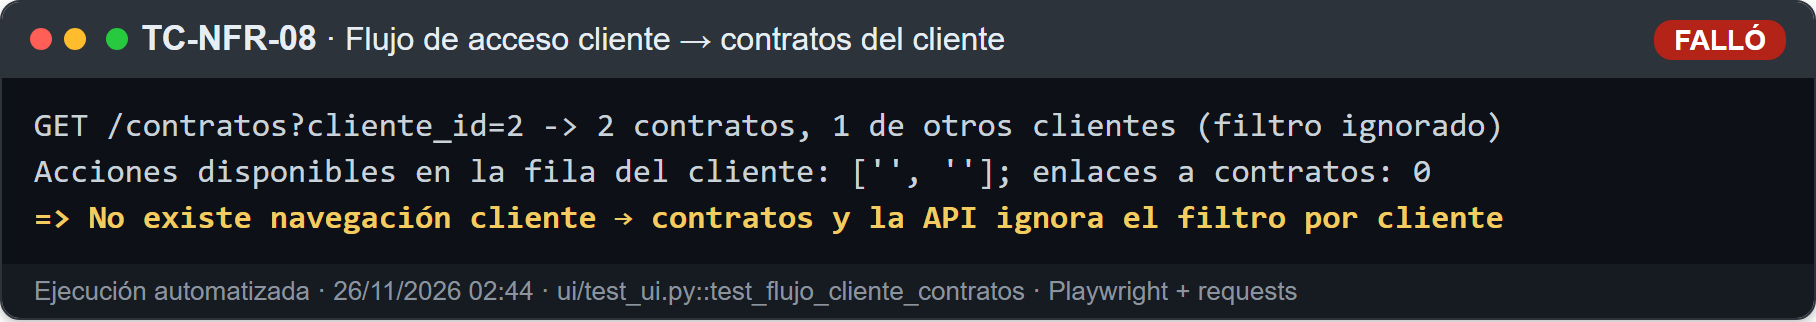 TC-NFR-08 · Flujo de acceso cliente → contratos del cliente FALLÓ
GET /contratos?cliente_id=2 -> 2 contratos, 1 de otros clientes (filtro ignorado)
Acciones disponibles en la fila del cliente: ['', '']; enlaces a contratos: 0
=> No existe navegación cliente → contratos y la API ignora el filtro por cliente
Ejecución automatizada · 26/11/2026 02:44 · ui/test_ui.py::test_flujo_cliente_contratos · Playwright + requests